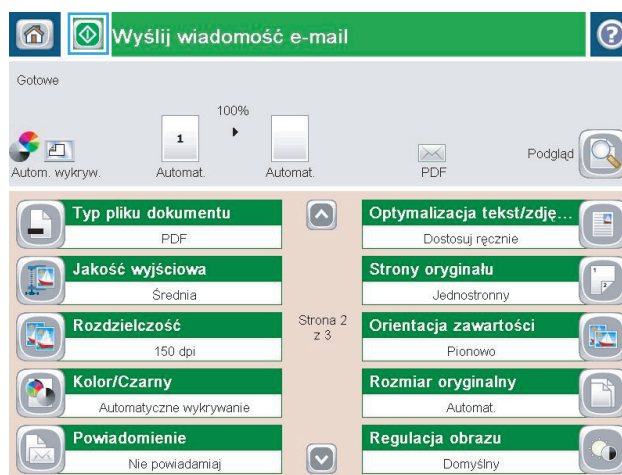 Wyślij wiadomość e-mail
Gotowe
100%
1
Autom. wykryw.
Automat.
Automat.
PDF
Podgląd
Typ pliku dokumentu
PDF
Jakość wyjściowa
Średnia
Rozdzielczość
150 dpi
Kolor/Czarny
Automatyczne wykrywanie
Powiadomienie
Nie powiadamiaj
Strona 2
z 3
Optymalizacja tekst/zdję...
Dostosuj ręcznie
Strony oryginału
Jednostronny
1
2
Orientacja zawartości
Pionowo
Rozmiar oryginalny
Automat.
Regulacja obrazu
Domyślny